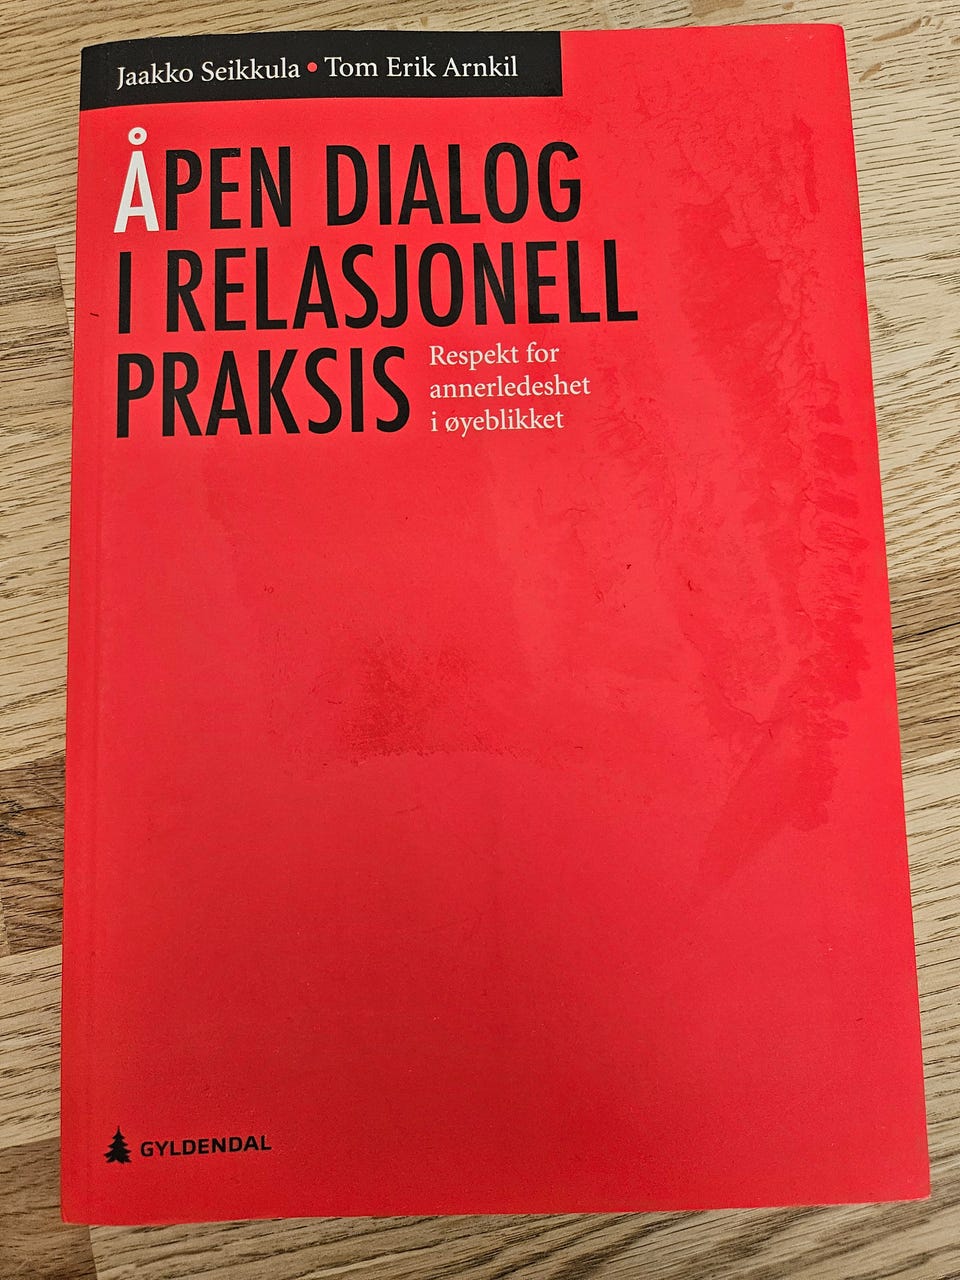 Jaakko Seikkula • Tom Erik Arnkil
ÅPEN DIALOG
I RELASJONELL
PRAKSIS
Respekt for
annerledeshet
i øyeblikket
GYLDENDAL